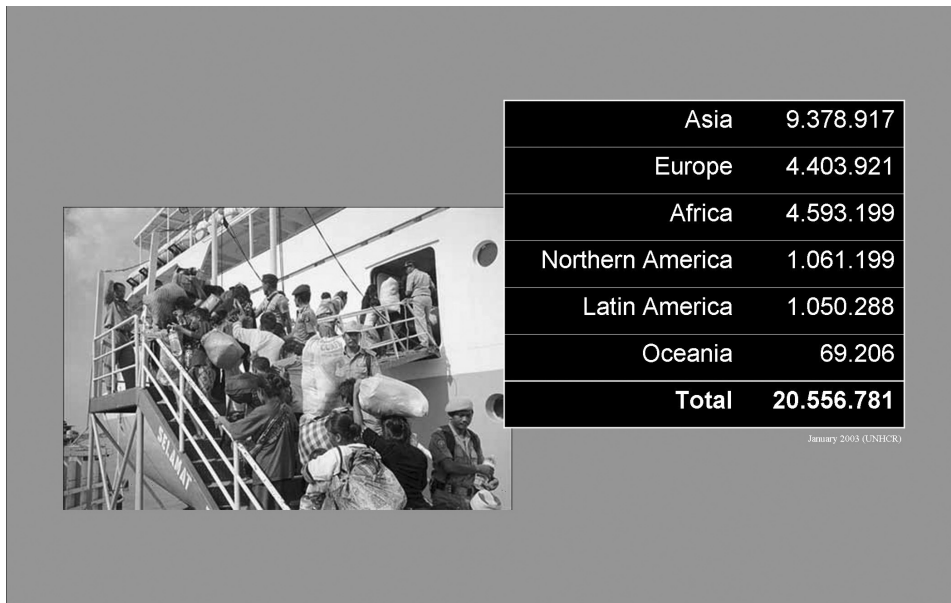 Asia 9.378.917
Europe 4.403.921
Africa 4.593.199
Northern America 1.061.199
Latin America 1.050.288
Oceania 69.206
Total 20.556.781
January 2003 (UNHCR)
SELAMAT